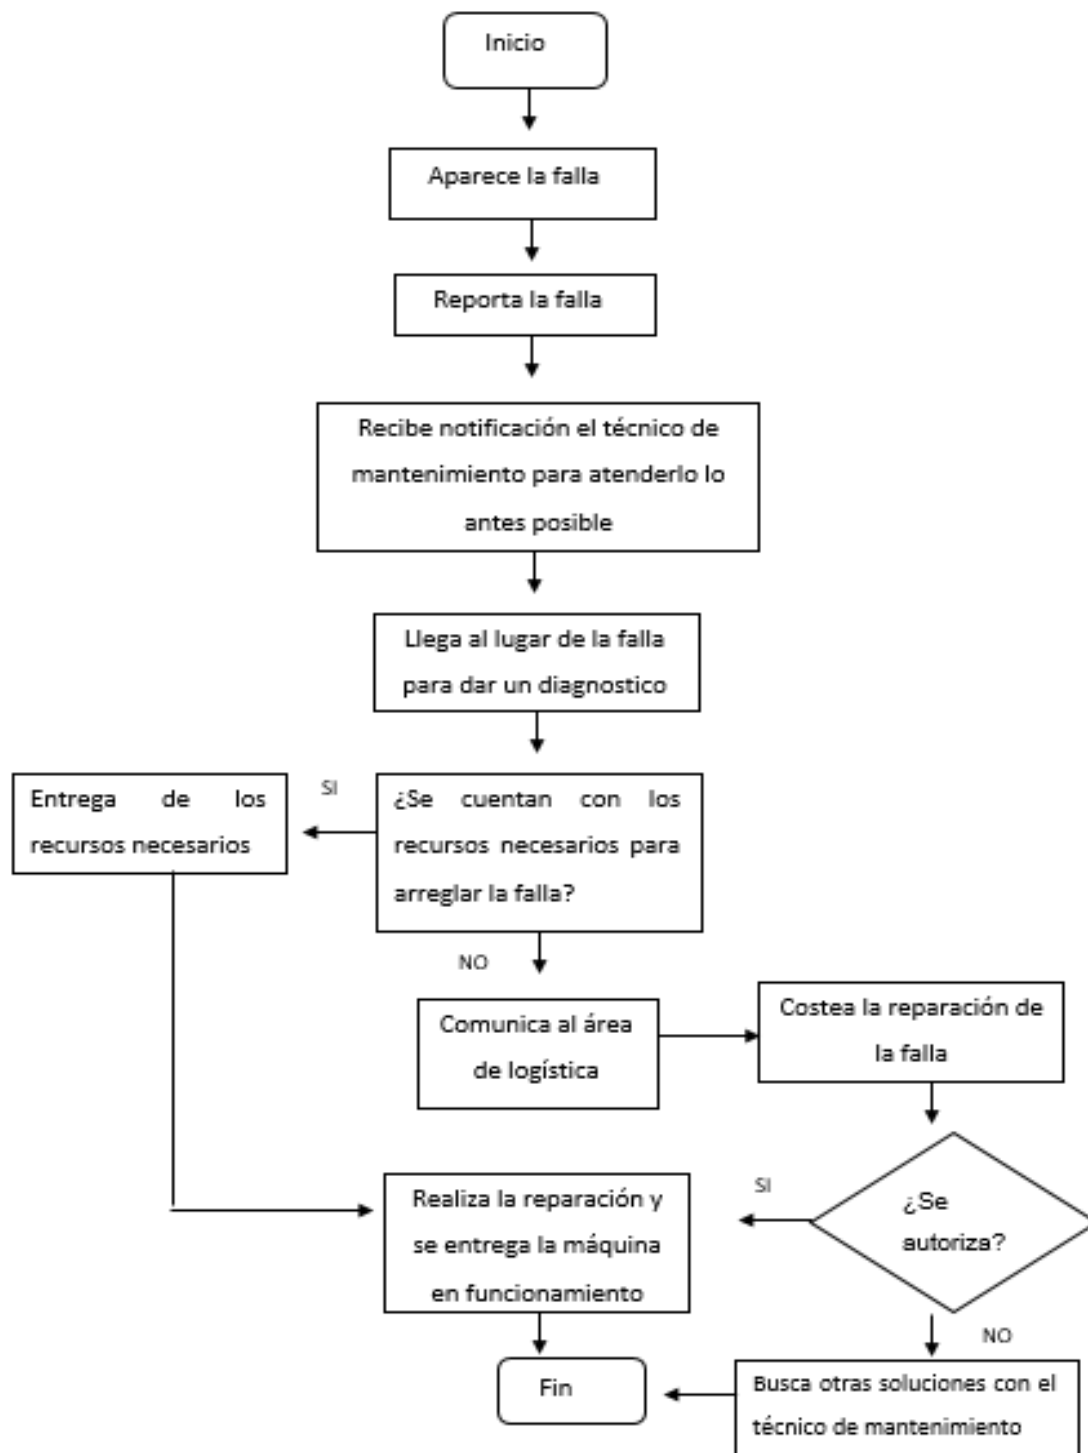 Inicio
Aparece la falla
Reporta la falla
Recibe notificación el técnico de
mantenimiento para atenderlo lo
antes posible
Llega al lugar de la falla
para dar un diagnostico
¿Se cuentan con los
recursos necesarios para
arreglar la falla?
SI
Entrega de los
recursos necesarios
NO
Comunica al área
de logística
Costea la reparación de
la falla
¿Se
autoriza?
SI
Realiza la reparación y
se entrega la máquina
en funcionamiento
NO
Busca otras soluciones con el
técnico de mantenimiento
Fin